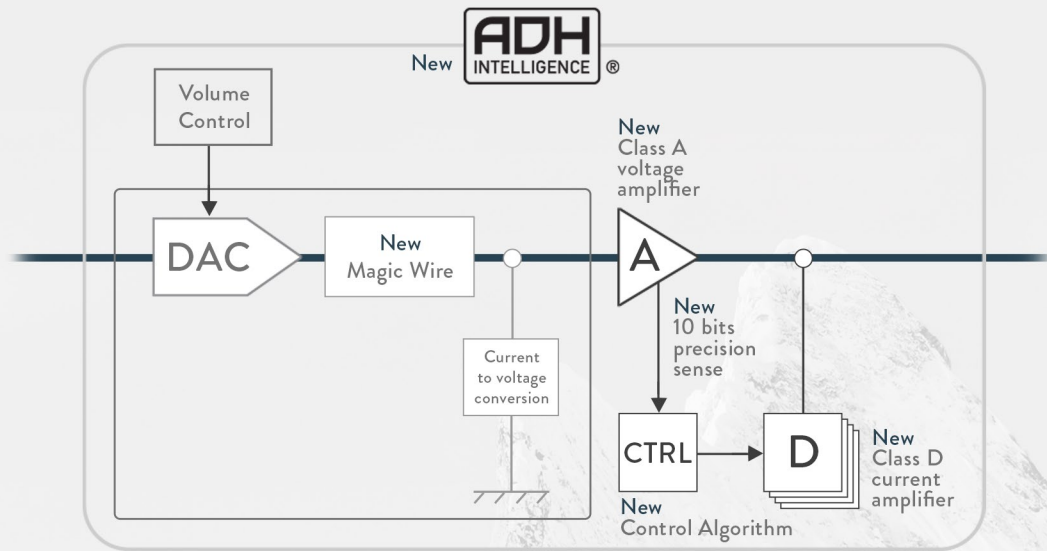 New
ADH
INTELLIGENCE ®
Volume
Control
DAC
New
Magic Wire
Current
to voltage
conversion
New
Class A
voltage
amplifier
A
New
10 bits
precision
sense
CTRL
New
Control Algorithm
D
New
Class D
current
amplifier